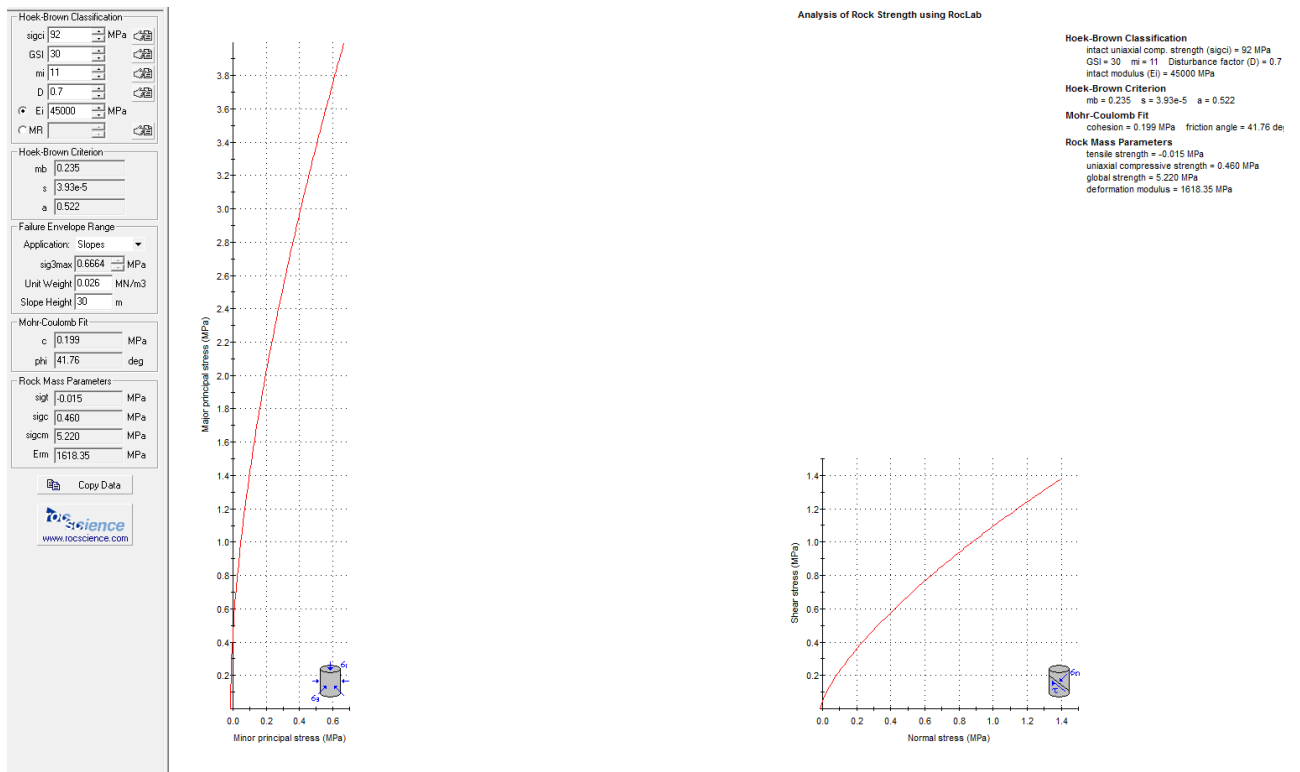 Hoek-Brown Classification
sigci 92 MPa
GSI 30
mi 11
D 0.7
Ei 45000 MPa
MR
Hoek-Brown Criterion
mb 0.235
s 3.93e-5
a 0.522
Failure Envelope Range
Application: Slopes
sig3max 0.6664 MPa
Unit Weight 0.026 MN/m3
Slope Height 30 m
Mohr-Coulomb Fit
c 0.199 MPa
phi 41.76 deg
Rock Mass Parameters
sigt -0.015 MPa
sigc 0.460 MPa
sigcm 5.220 MPa
Erm 1618.35 MPa
Copy Data
rocscience
www.rocscience.com
Major principal stress (MPa)
3.8
3.6
3.4
3.2
3.0
2.8
2.6
2.4
2.2
2.0
1.8
1.6
1.4
1.2
1.0
0.8
0.6
0.4
0.2
0.0 0.2 0.4 0.6
Minor principal stress (MPa)
σ1
σ3
Analysis of Rock Strength using RocLab
Hoek-Brown Classification
intact uniaxial comp. strength (sigci) = 92 MPa
GSI = 30 mi = 11 Disturbance factor (D) = 0.7
intact modulus (Ei) = 45000 MPa
Hoek-Brown Criterion
mb = 0.235 s = 3.93e-5 a = 0.522
Mohr-Coulomb Fit
cohesion = 0.199 MPa friction angle = 41.76 de
Rock Mass Parameters
tensile strength = -0.015 MPa
uniaxial compressive strength = 0.460 MPa
global strength = 5.220 MPa
deformation modulus = 1618.35 MPa
Shear stress (MPa)
1.4
1.2
1.0
0.8
0.6
0.4
0.2
0.0 0.2 0.4 0.6 0.8 1.0 1.2 1.4
Normal stress (MPa)
σn
τ